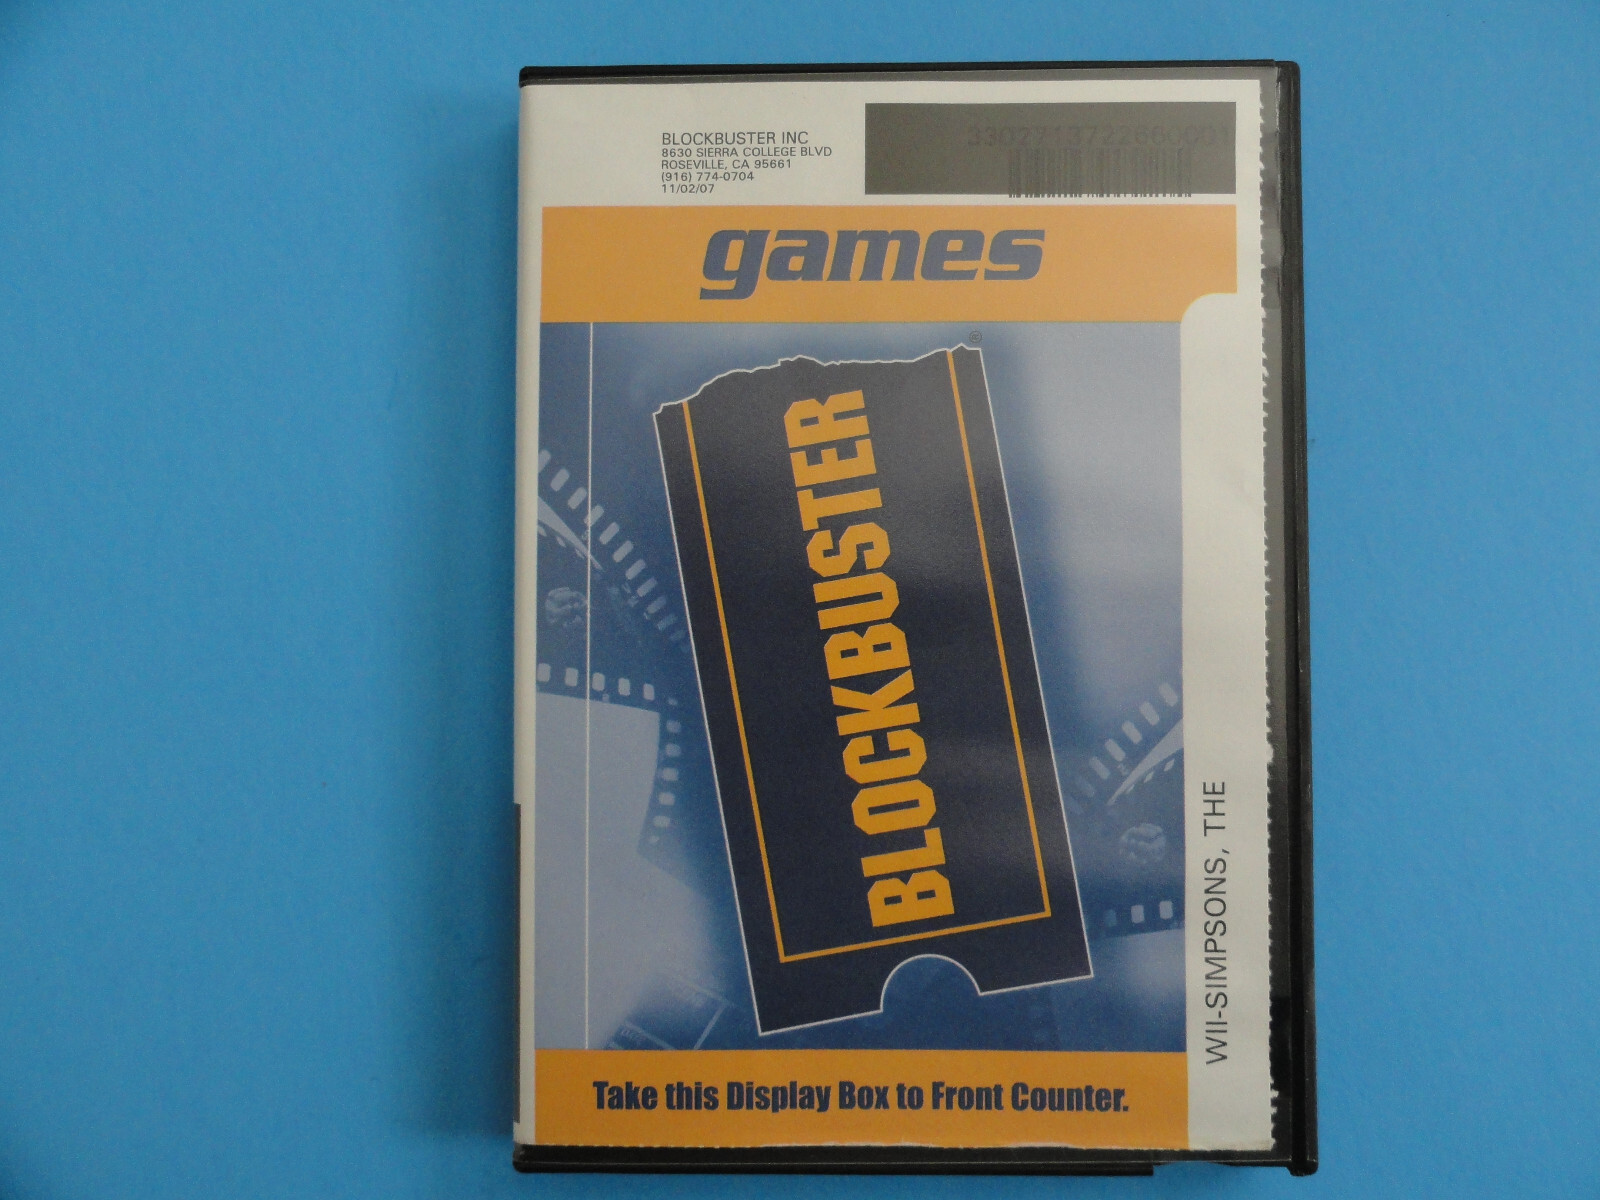 BLOCKBUSTER INC
8630 SIERRA COLLEGE BLVD
ROSEVILLE, CA 95661
(916) 774-0704
11/02/07
games
®
BLOCKBUSTER
WII-SIMPSONS, THE
Take this Display Box to Front Counter.